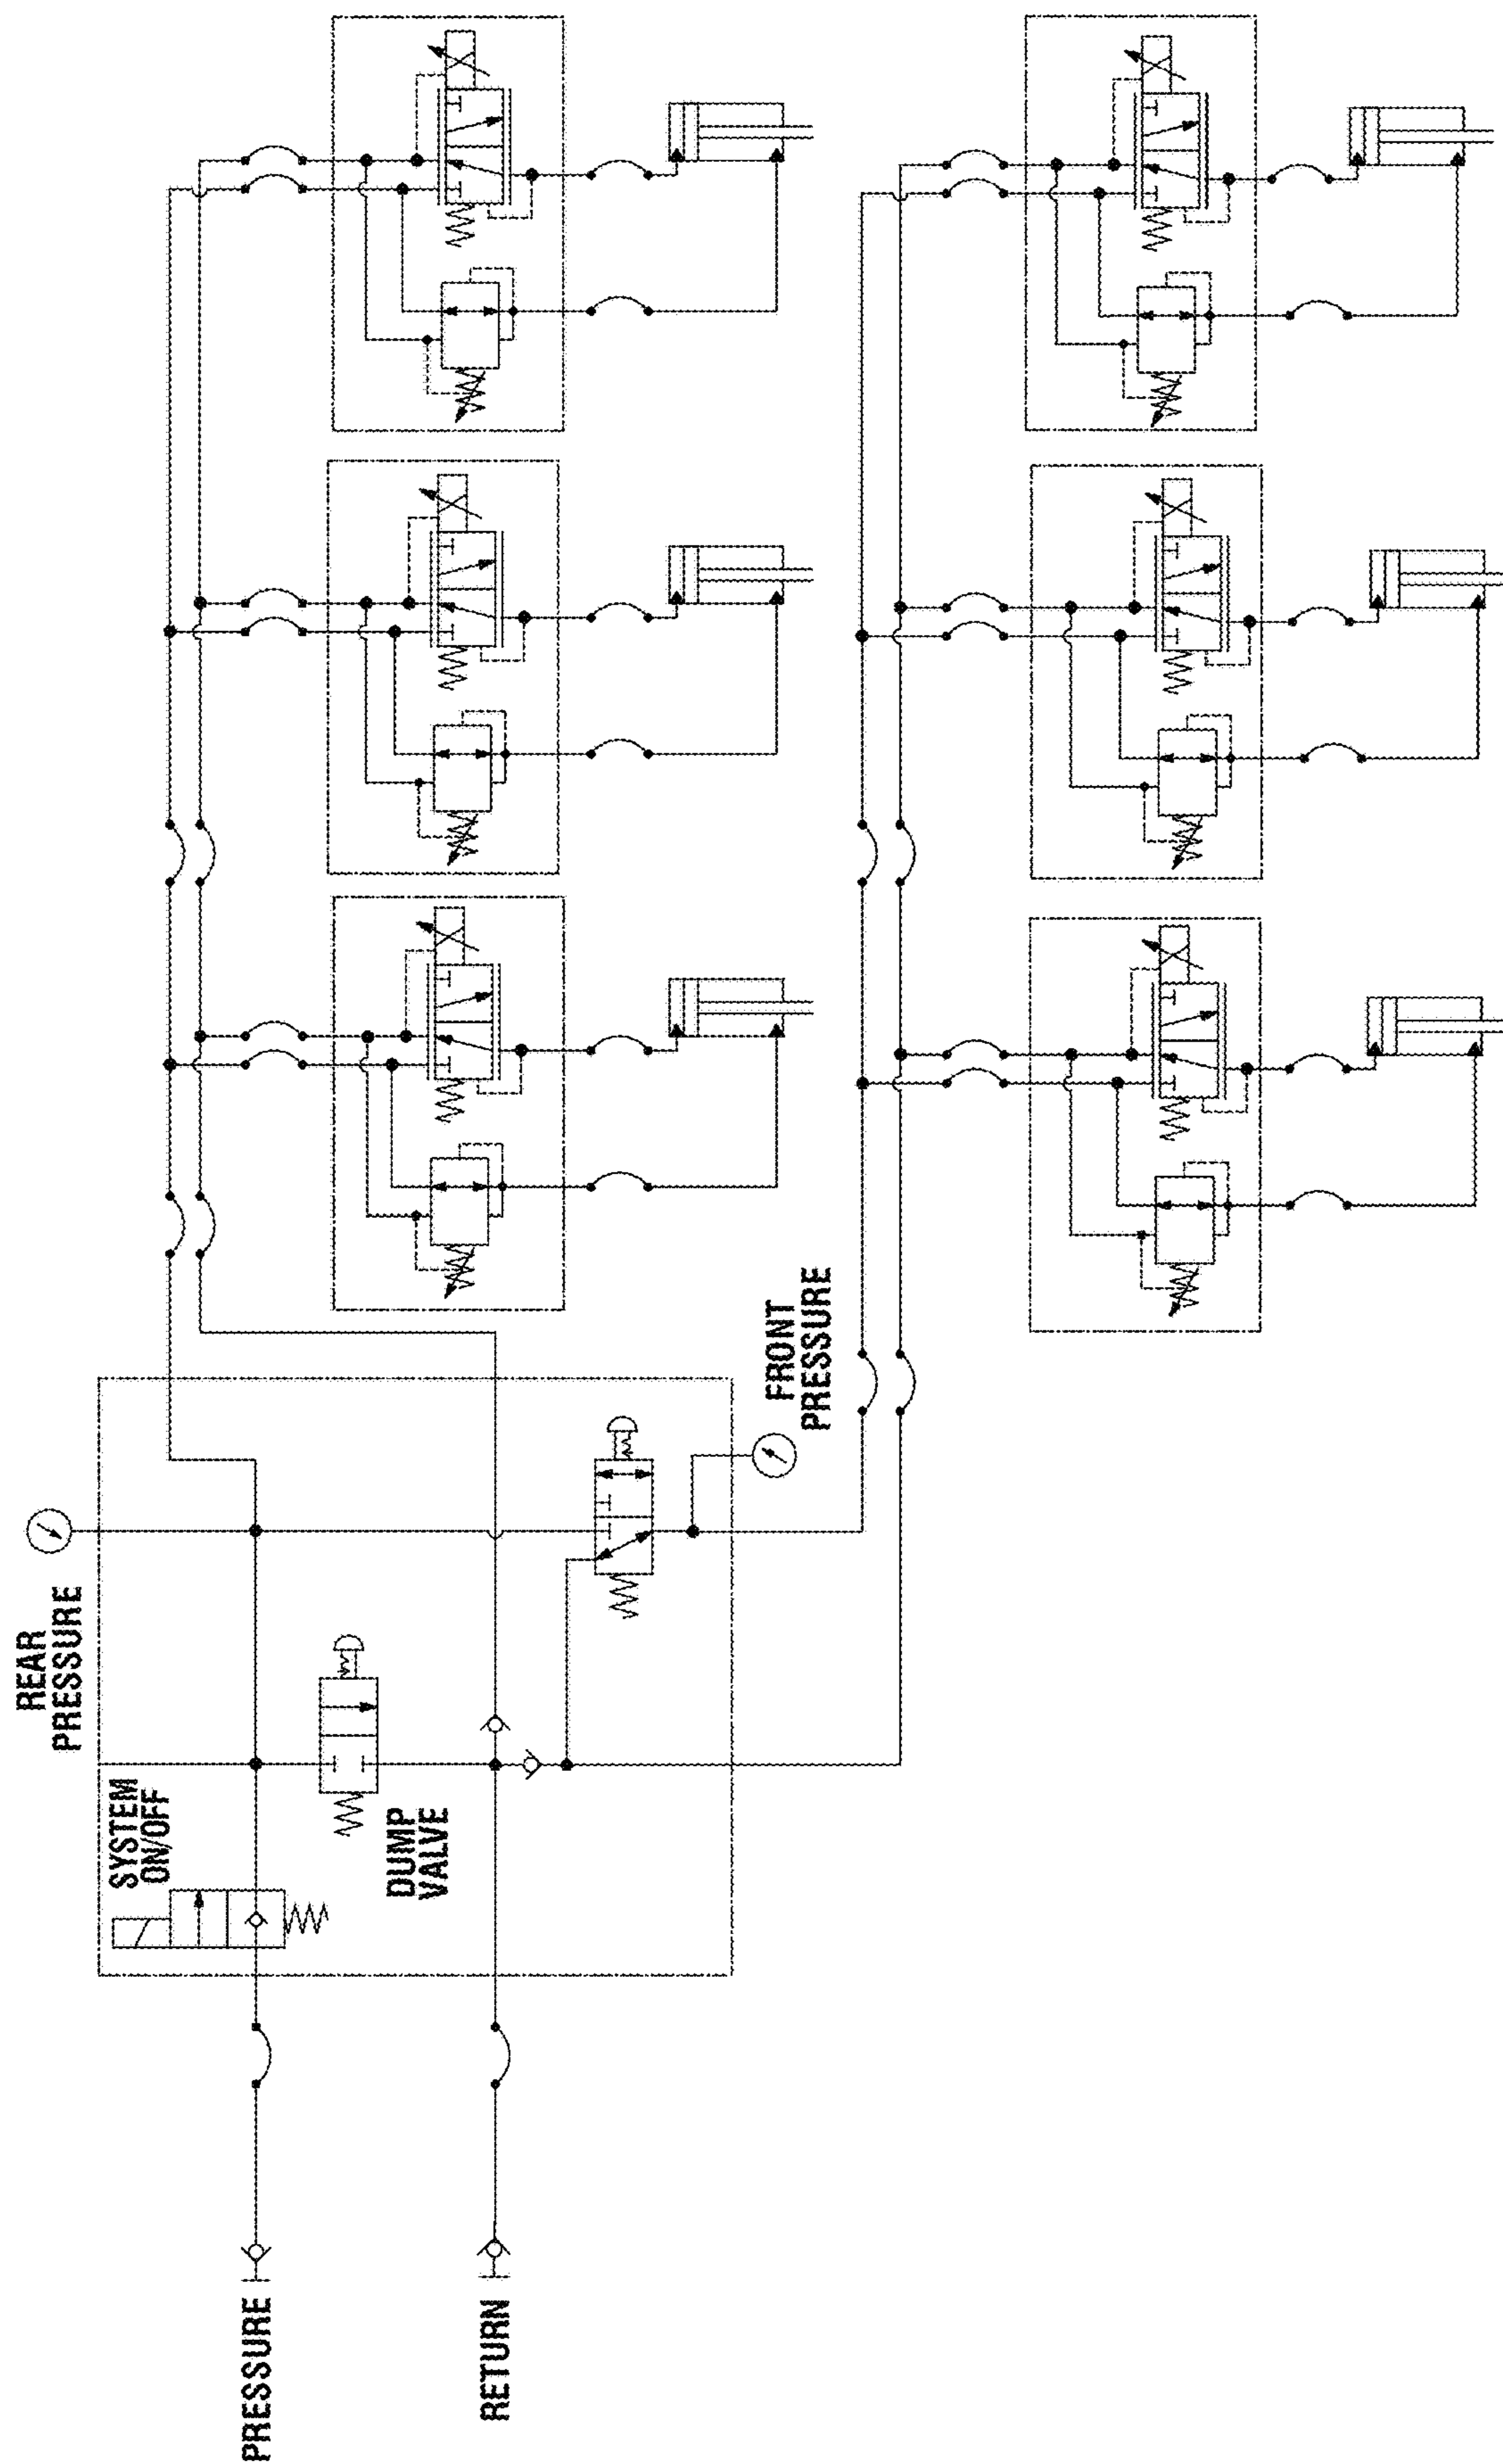 REAR
PRESSURE
FRONT
PRESSURE
SYSTEM
ON/OFF
DUMP
VALVE
PRESSURE
RETURN